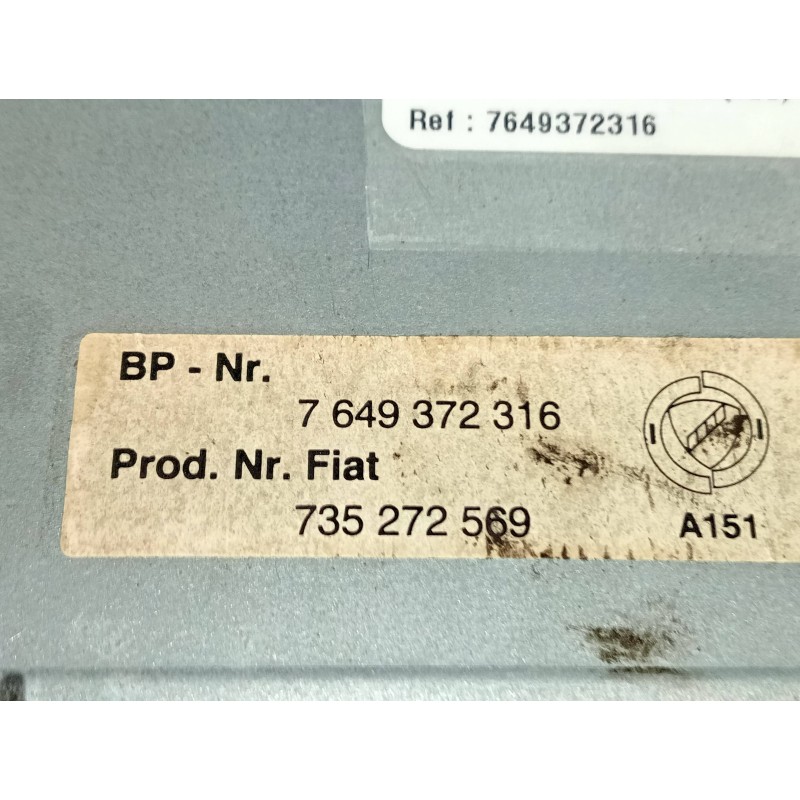 Ref : 7649372316
BP - Nr.
7 649 372 316
Prod. Nr. Fiat
735 272 569
A151